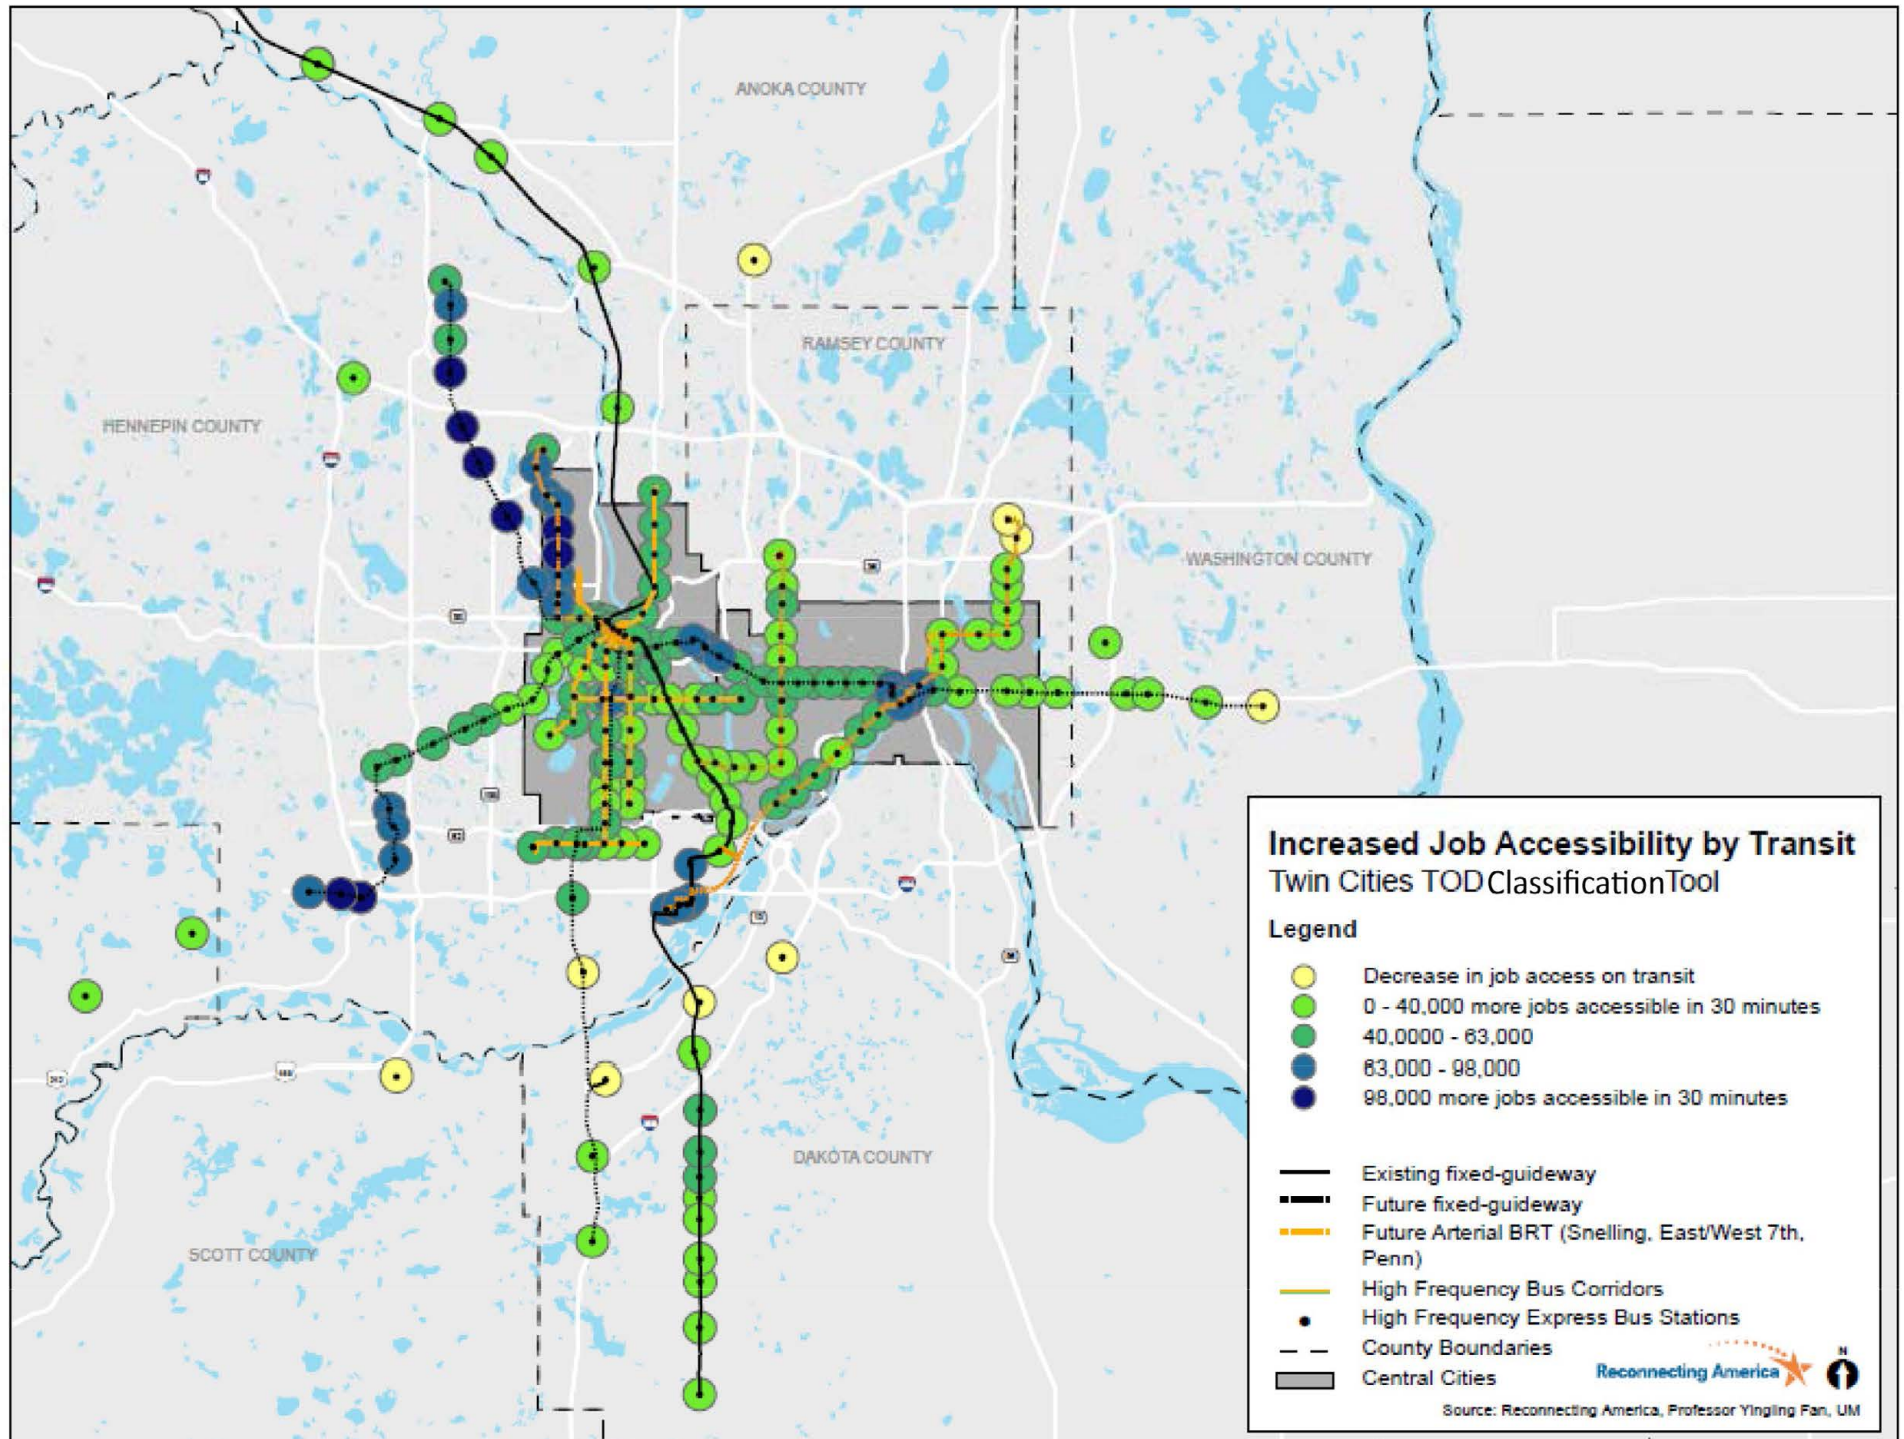 ANOKA COUNTY
RAMSEY COUNTY
HENNEPIN COUNTY
WASHINGTON COUNTY
DAKOTA COUNTY
SCOTT COUNTY
Increased Job Accessibility by Transit
Twin Cities TOD Classification Tool
Legend
Decrease in job access on transit
0 - 40,000 more jobs accessible in 30 minutes
40,0000 - 63,000
63,000 - 98,000
98,000 more jobs accessible in 30 minutes
Existing fixed-guideway
Future fixed-guideway
Future Arterial BRT (Snelling, East/West 7th,
Penn)
High Frequency Bus Corridors
High Frequency Express Bus Stations
County Boundaries
Central Cities
Reconnecting America
N
Source: Reconnecting America, Professor Yingling Fan, UM